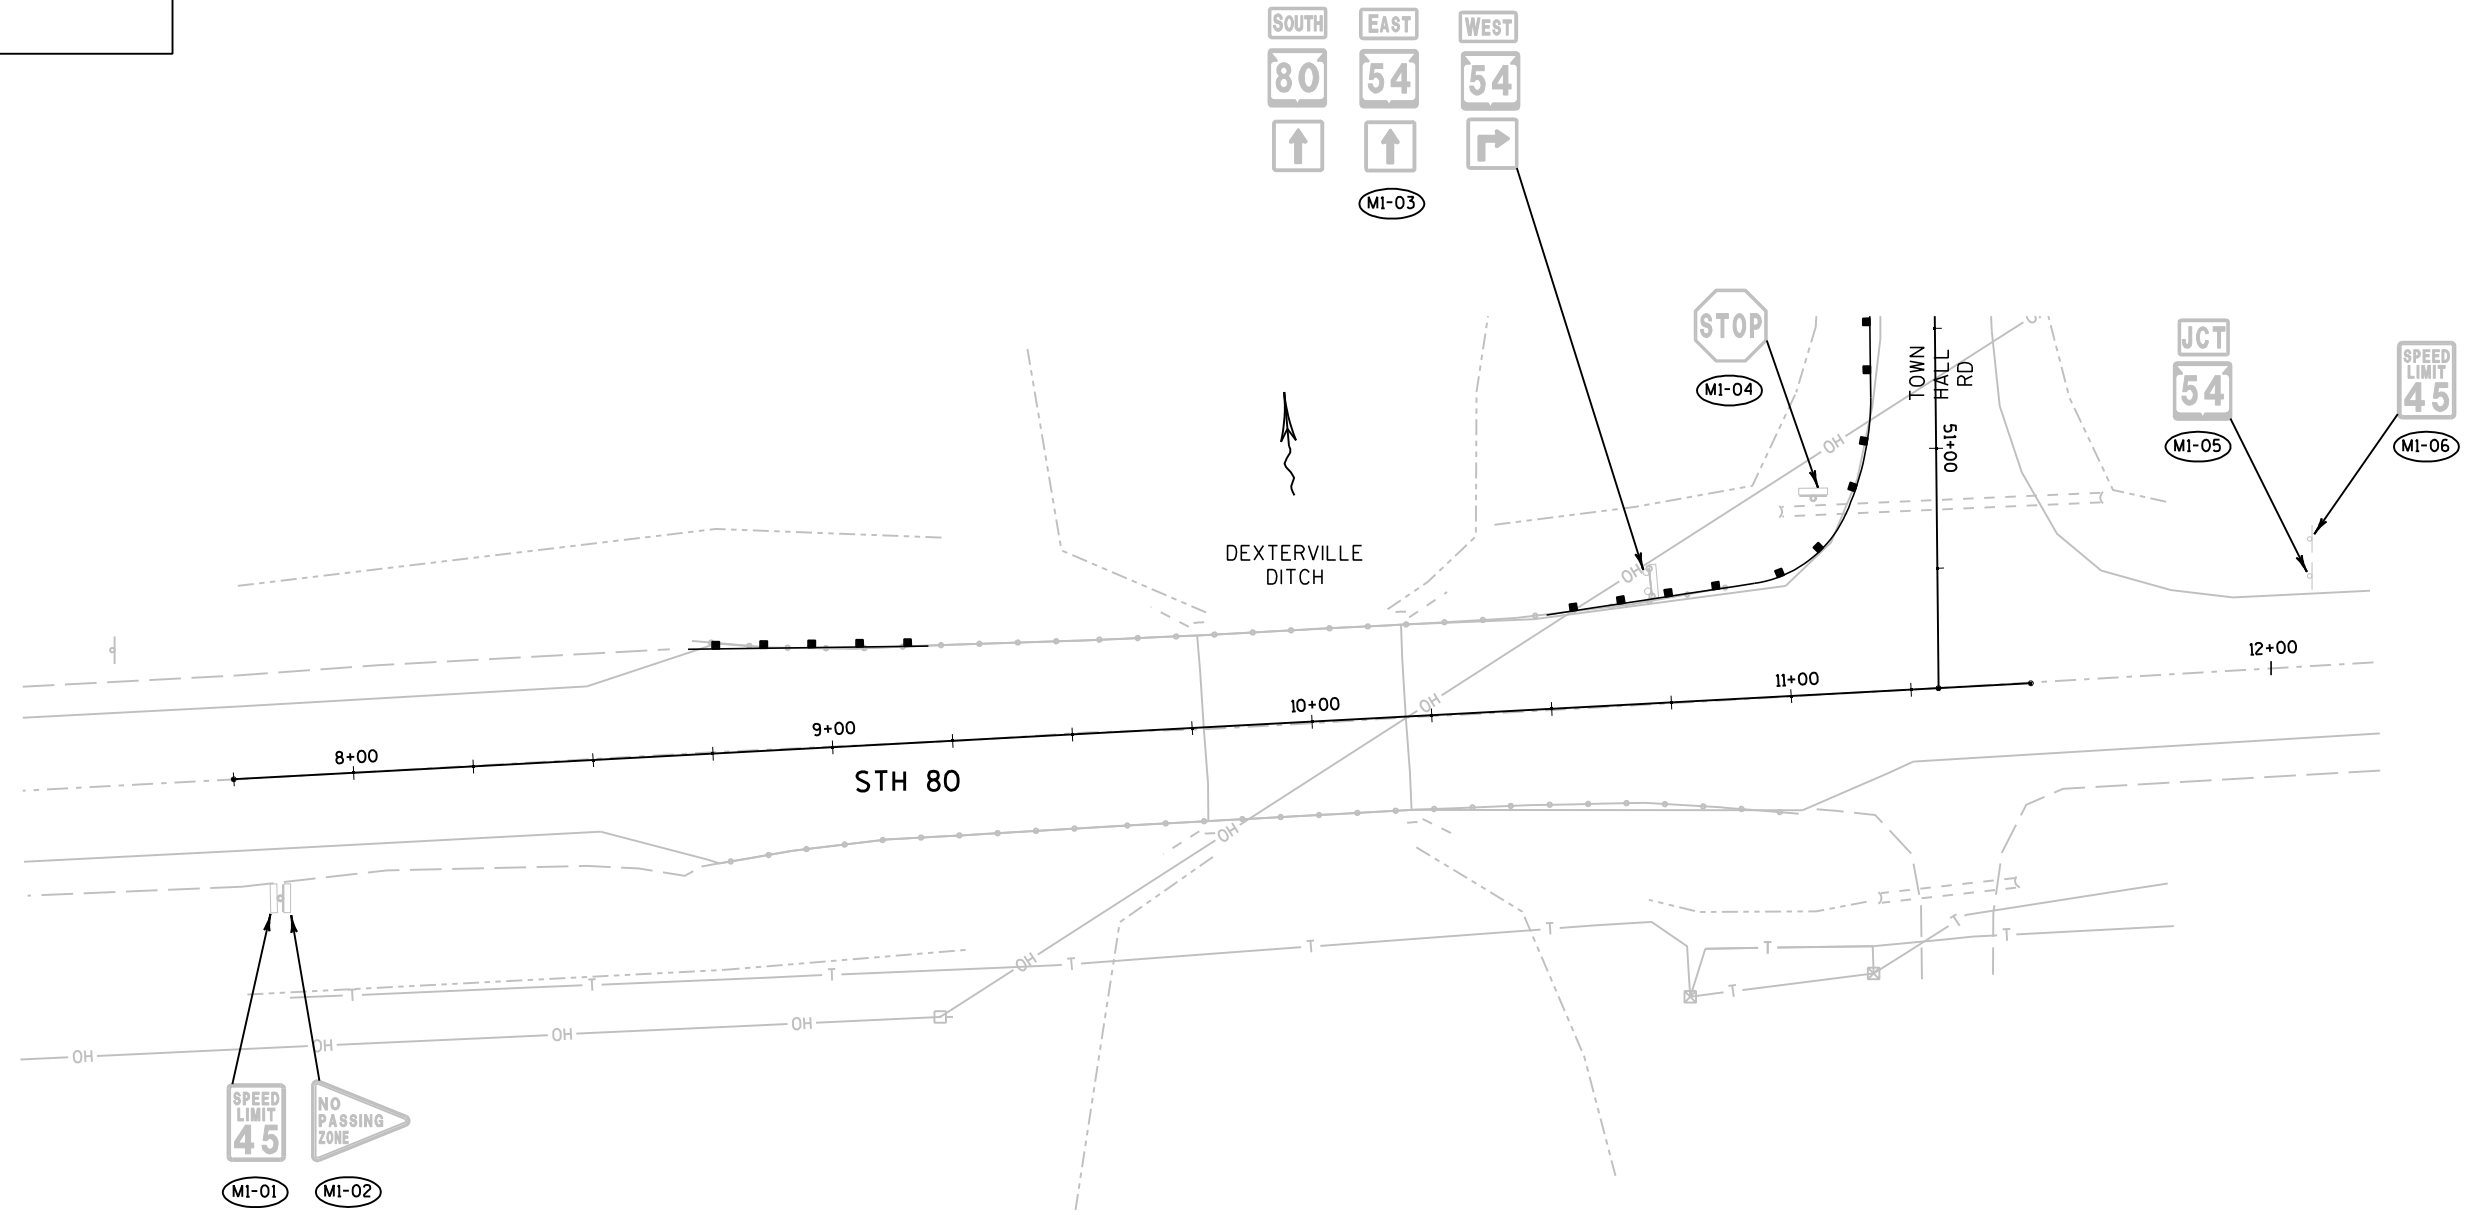 SOUTH EAST WEST
80 54 54
M1-03
STOP
M1-04
TOWN
HALL
RD
51+00
JCT
54
M1-05
SPEED
LIMIT
45
M1-06
DEXTERVILLE
DITCH
OH
OH
OH
8+00
9+00
10+00
11+00
12+00
STH 80
OH
OH
OH
OH
OH
OH
T
T
T
T
T
T
T
T
T
T
SPEED
LIMIT
45
M1-01
NO
PASSING
ZONE
M1-02